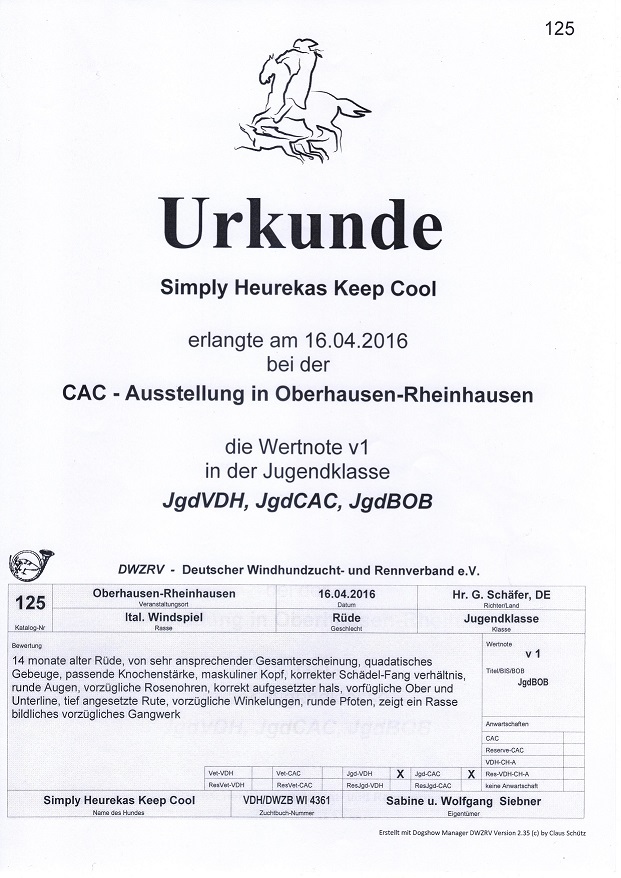 125
Urkunde
Simply Heurekas Keep Cool
erlangte am 16.04.2016
bei der
CAC - Ausstellung in Oberhausen-Rheinhausen
die Wertnote v1
in der Jugendklasse
JgdVDH, JgdCAC, JgdBOB
DWZRV - Deutscher Windhundzucht- und Rennverband e.V.
125
Katalog-Nr
Oberhausen-Rheinhausen
Veranstaltungsort
16.04.2016
Datum
Hr. G. Schäfer, DE
Richter/Land
Ital. Windspiel
Rasse
Rüde
Geschlecht
Jugendklasse
Klasse
Bewertung
14 monate alter Rüde, von sehr ansprechender Gesamterscheinung, quadatisches
Gebeuge, passende Knochenstärke, maskuliner Kopf, korrekter Schädel-Fang verhältnis,
runde Augen, vorzügliche Rosenohren, korrekt aufgesetzter hals, vorfügliche Ober und
Unterline, tief angesetzte Rute, vorzügliche Winkelungen, runde Pfoten, zeigt ein Rasse
bildliches vorzügliches Gangwerk
Wertnote
v 1
Titel/BIS/BOB
JgdBOB
Anwartschaften
CAC
Reserve-CAC
VDH-CH-A
Vet-VDH Vet-CAC Jgd-VDH X Jgd-CAC X Res-VDH-CH-A
ResVet-VDH ResVet-CAC ResJgd-VDH ResJgd-CAC keine Anwartschaft
Simply Heurekas Keep Cool
Name des Hundes
VDH/DWZB WI 4361
Zuchtbuch-Nummer
Sabine u. Wolfgang Siebner
Eigentümer
Erstellt mit Dogshow Manager DWZRV Version 2.35 (c) by Claus Schütz